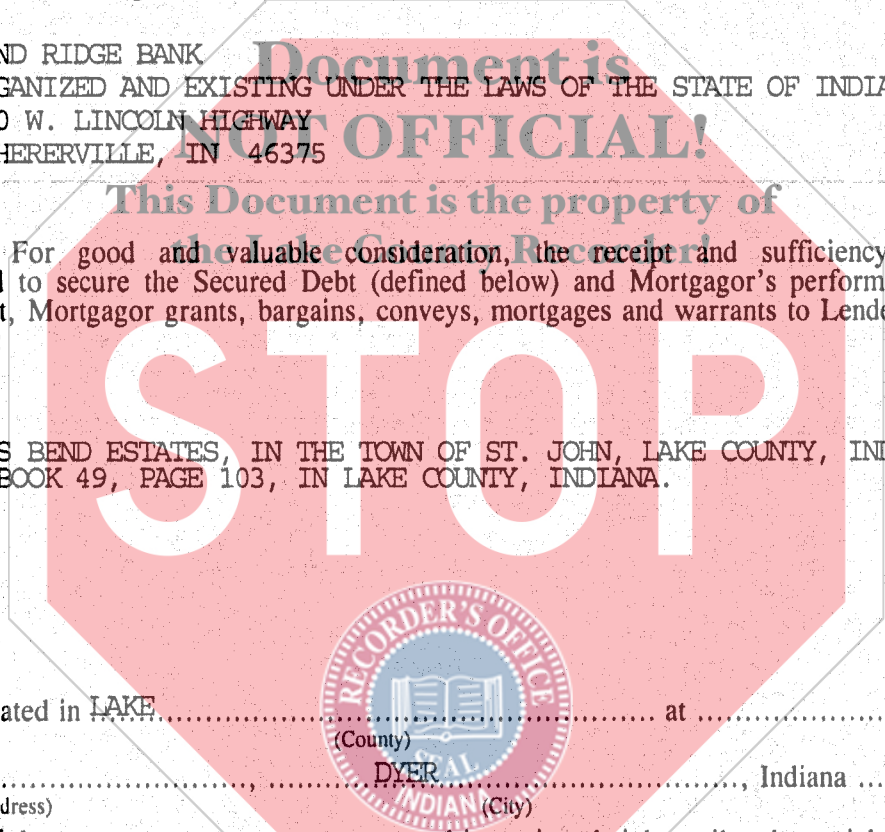 ND RIDGE BANK
Document is
GANIZED AND EXISTING UNDER THE LAWS OF THE STATE OF INDIA
0 W. LINCOLN HIGHWAY
NOT OFFICIAL!
HERERVILLE, IN 46375
This Document is the property of
the Lake County Recorder!
For good and valuable consideration, the receipt and sufficiency
d to secure the Secured Debt (defined below) and Mortgagor's perform
t, Mortgagor grants, bargains, conveys, mortgages and warrants to Lende
STOP
S BEND ESTATES, IN THE TOWN OF ST. JOHN, LAKE COUNTY, IND
BOOK 49, PAGE 103, IN LAKE COUNTY, INDIANA.
RECORDER'S OFFICE
ated in LAKE at
(County)
SEAL
DYER, Indiana
INDIANA
dress) (City)